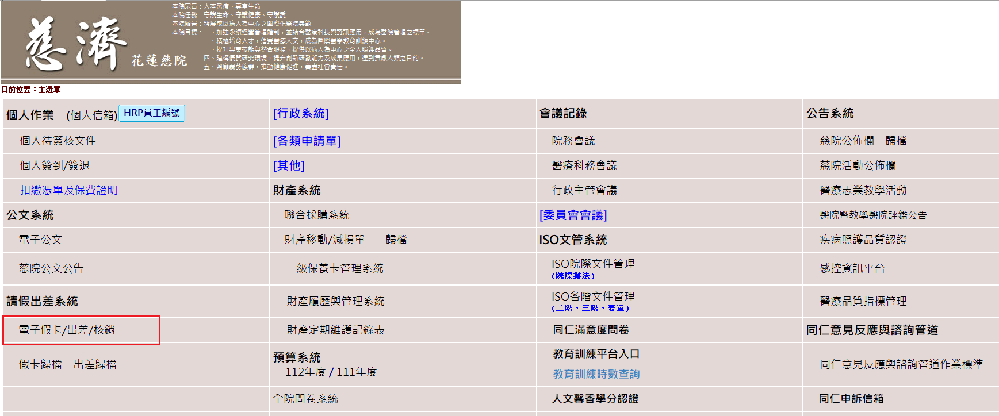 本院宗旨：人本醫療、尊重生命
本院任務：守護生命、守護健康、守護愛
本院願景：發展成以病人為中心之國際化醫院典範
本院目標：一、加強永續經營管理體制，並結合醫療科技與資訊應用，成為醫院管理之標竿。
二、積極培育人才，落實醫療人文，成為國際醫學教育訓練中心。
三、提升專業技能與整合服務，提供以病人為中心之全人照護品質。
四、建構優質研究環境，提升創新研發能力及成果應用，達到貢獻人類之目的。
五、照顧弱勢族群，推動健康促進，善盡社會責任。
慈濟 花蓮慈院
目前位置：主選單
個人作業 (個人信箱) HRP員工編號
[行政系統]
會議記錄
公告系統
個人待簽核文件
[各類申請單]
院務會議
慈院公佈欄 歸檔
個人簽到/簽退
[其他]
醫療科務會議
慈院活動公佈欄
扣繳憑單及保費證明
財產系統
行政主管會議
醫療志業教學活動
公文系統
聯合採購系統
[委員會會議]
醫院暨教學醫院評鑑公告
電子公文
財產移動/減損單 歸檔
ISO文管系統
疾病照護品質認證
慈院公文公告
一級保養卡管理系統
ISO院際文件管理
(院際辦法)
感控資訊平台
請假出差系統
財產履歷與管理系統
ISO各階文件管理
(二階、三階、表單)
醫療品質指標管理
電子假卡/出差/核銷
財產定期維護記錄表
同仁滿意度問卷
同仁意見反應與諮詢管道
假卡歸檔 出差歸檔
預算系統
112年度 / 111年度
教育訓練平台入口
教育訓練時數查詢
同仁意見反應與諮詢管道作業標準
全院問卷系統
人文馨香學分認證
同仁申訴信箱